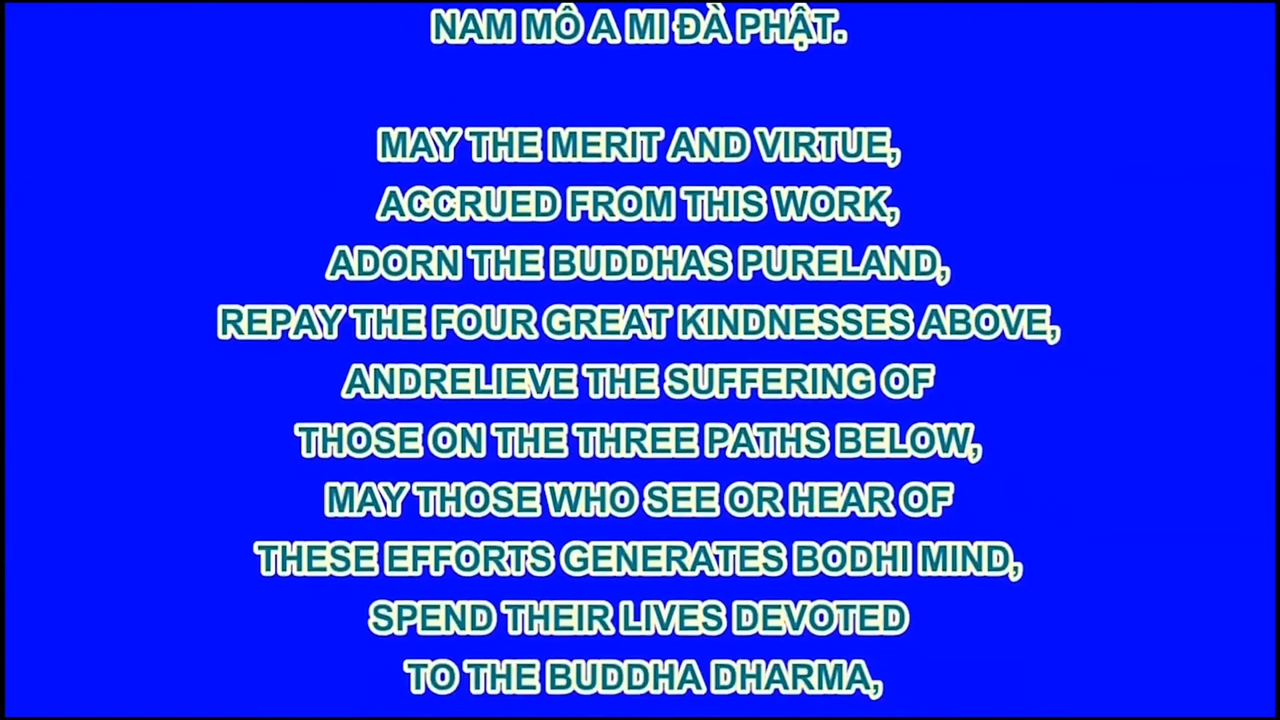 NAM MÔ A MI ĐÀ PHẬT.
MAY THE MERIT AND VIRTUE,
ACCRUED FROM THIS WORK,
ADORN THE BUDDHAS PURELAND,
REPAY THE FOUR GREAT KINDNESSES ABOVE,
ANDRELIEVE THE SUFFERING OF
THOSE ON THE THREE PATHS BELOW,
MAY THOSE WHO SEE OR HEAR OF
THESE EFFORTS GENERATES BODHI MIND,
SPEND THEIR LIVES DEVOTED
TO THE BUDDHA DHARMA,